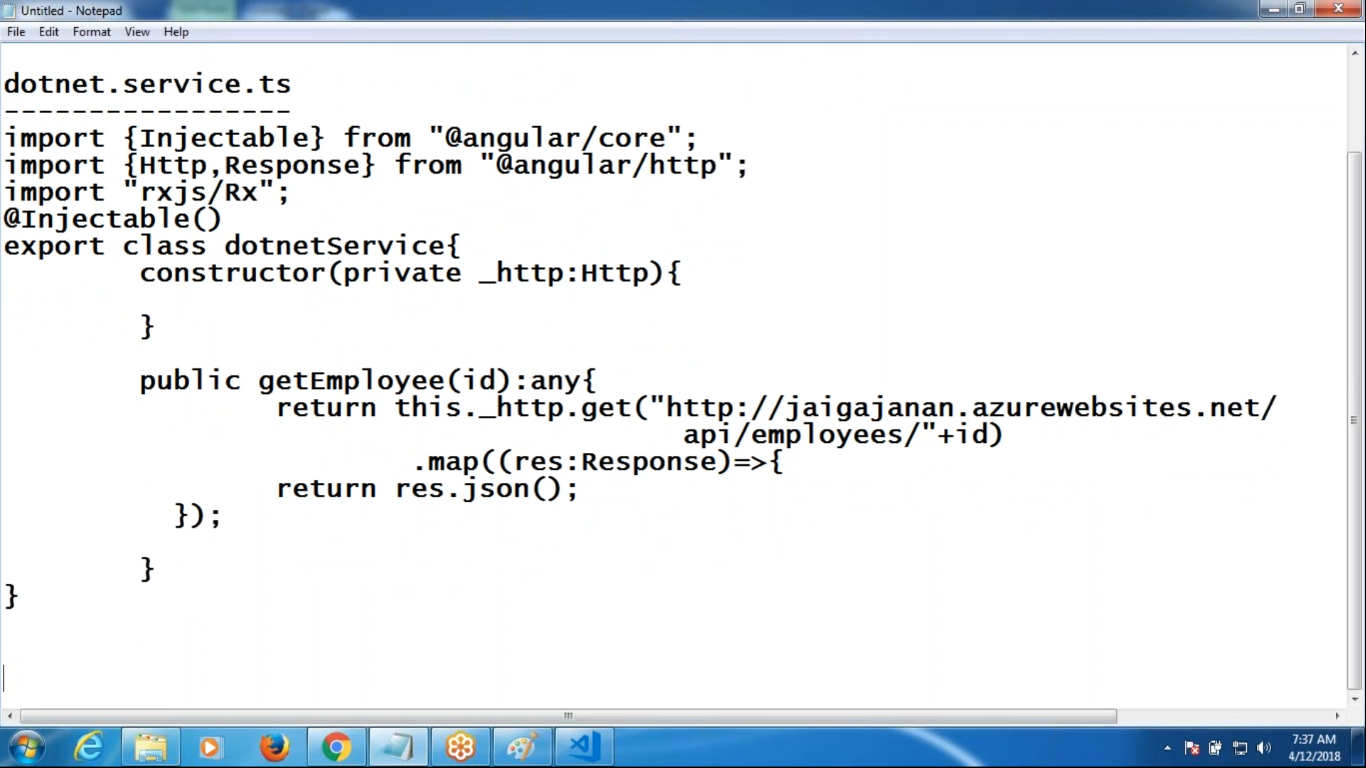 Untitled - Notepad
File Edit Format View Help
dotnet.service.ts
-----------------
import {Injectable} from "@angular/core";
import {Http,Response} from "@angular/http";
import "rxjs/Rx";
@Injectable()
export class dotnetService{
constructor(private _http:Http){
}
public getEmployee(id):any{
return this._http.get("http://jaigajanan.azurewebsites.net/
api/employees/"+id)
.map((res:Response)=>{
return res.json();
});
}
}
7:37 AM
4/12/2018